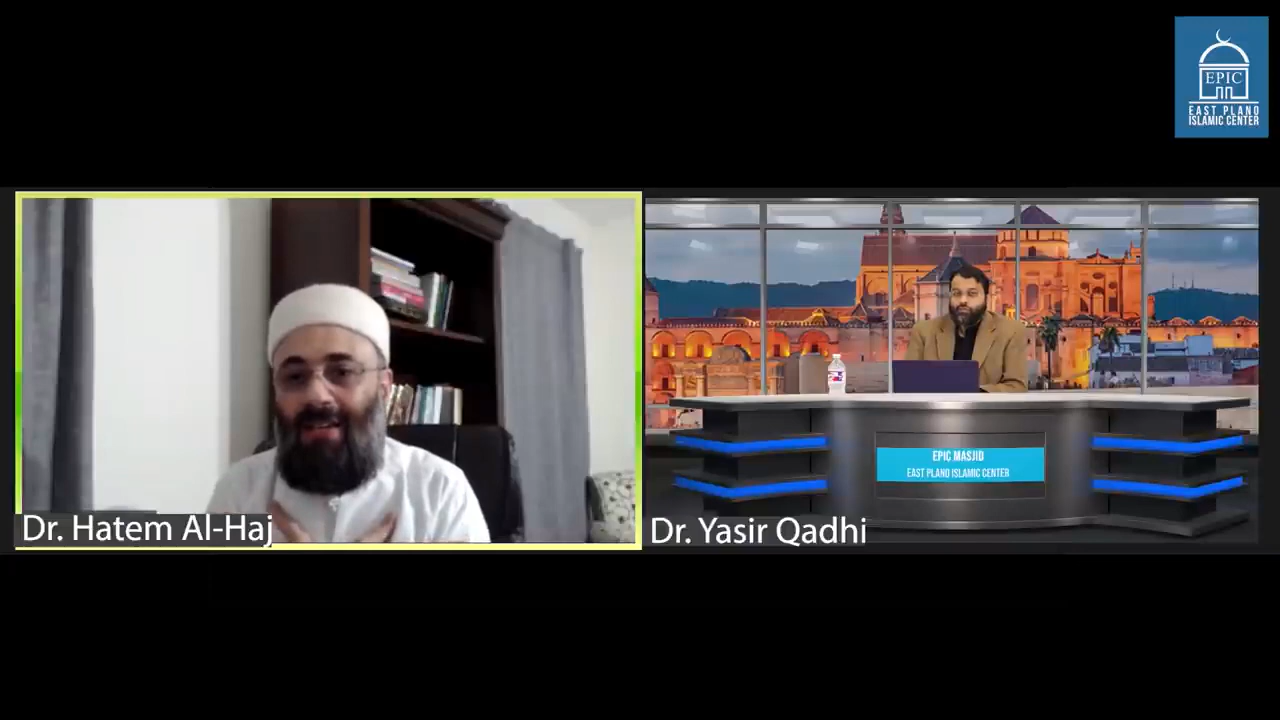 EPIC
EAST PLANO
ISLAMIC CENTER
EPIC MASJID
EAST PLANO ISLAMIC CENTER
Dr. Hatem Al-Haj
Dr. Yasir Qadhi